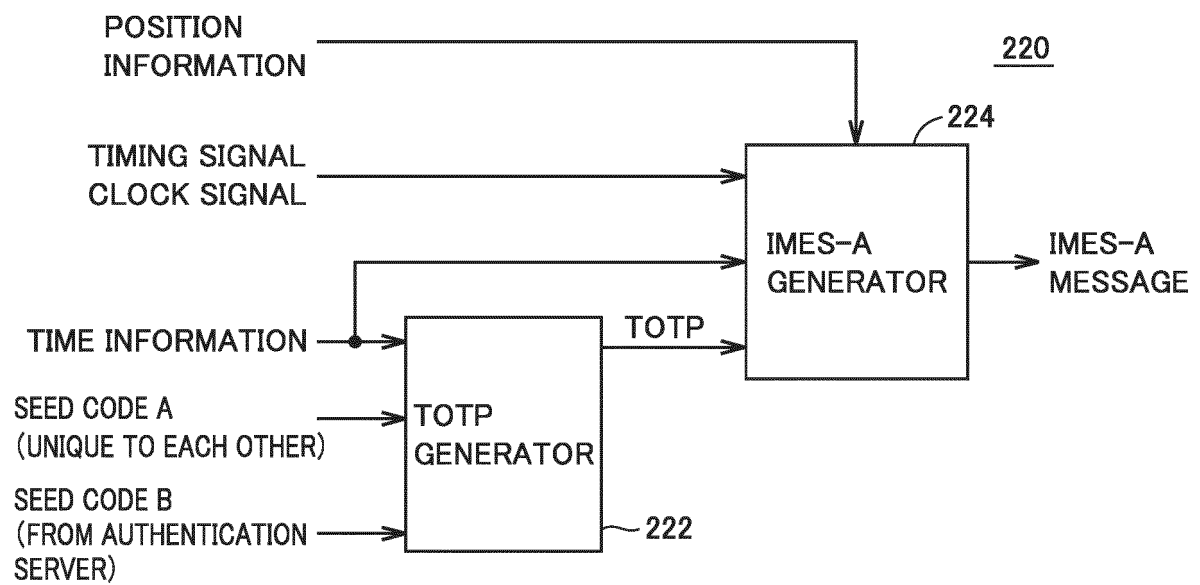 POSITION
INFORMATION
220
224
TIMING SIGNAL
CLOCK SIGNAL
IMES-A
GENERATOR
IMES-A
MESSAGE
TOTP
TIME INFORMATION
SEED CODE A
(UNIQUE TO EACH OTHER)
TOTP
GENERATOR
SEED CODE B
(FROM AUTHENTICATION
SERVER)
222